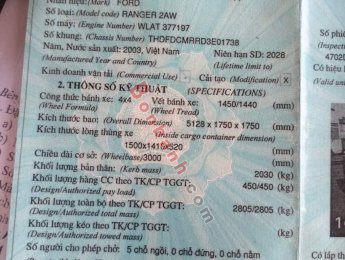 Nhãn hiệu: (Mark) FORD
Số loại: (Model code) RANGER 2AW
Số máy: (Engine Number) WLAT 377197
Số khung: (Chassis Number) THDFDCMRRD3E01738
Năm, Nước sản xuất: 2003, Việt Nam Niên hạn SD: 2028
(Manufactured Year and Country) (Lifetime limit to)
Kinh doanh vận tải (Commercial Use) Cải tạo (Modification) X
2. THÔNG SỐ KỸ THUẬT (SPECIFICATIONS)
Công thức bánh xe: 4x4 Vết bánh xe: 1450/1440 (mm)
(Wheel Formula) (Wheel Tread)
Kích thước bao: (Overall Dimension) 5128 x 1750 x 1750 (mm)
Kích thước lòng thùng xe (Inside cargo container dimension)
1500x1410x320 (mm)
Chiều dài cơ sở: (Wheelbase) 3000 (mm)
Khối lượng bản thân: (Kerb mass) 2030 (kg)
Khối lượng hàng CC theo TK/CP TGGT: 450/450 (kg)
(Design/Authorized pay load)
Khối lượng toàn bộ theo TK/CP TGGT: 2805/2805 (kg)
(Design/Authorized total mass)
Khối lượng kéo theo TK/CP TGGT: (kg)
(Design/Authorized towed mass)
Số người cho phép chở: 5 chỗ ngồi, 0 chỗ đứng, 0 chỗ nằm
bonbanh.com